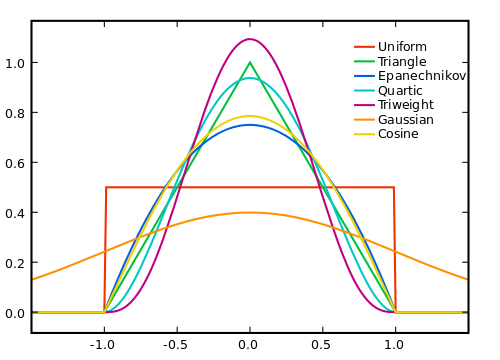 Uniform
Triangle
Epanechnikov
Quartic
Triweight
Gaussian
Cosine
1.0
0.8
0.6
0.4
0.2
0.0
-1.0 -0.5 0.0 0.5 1.0